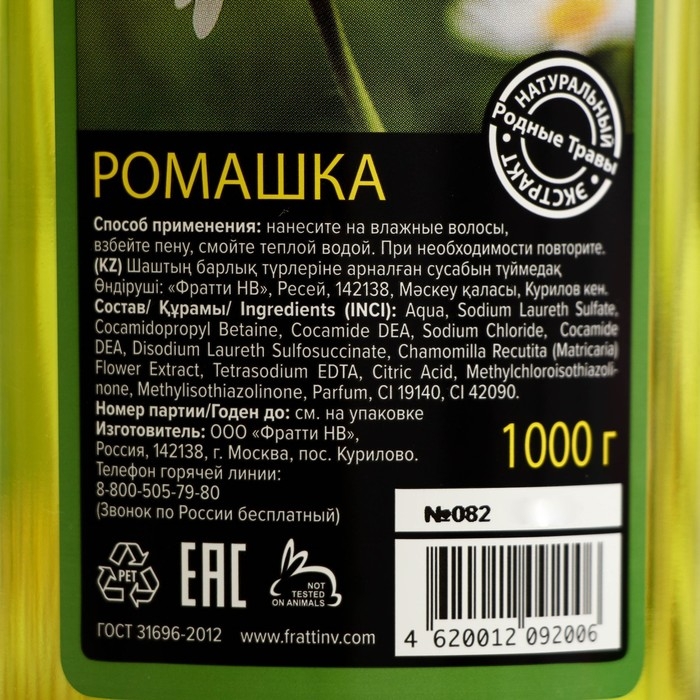 НАТУРАЛЬНЫЙ
Родные Травы
ЭКСТРАКТ
РОМАШКА
Способ применения: нанесите на влажные волосы,
взбейте пену, смойте теплой водой. При необходимости повторите.
(KZ) Шаштың барлық түрлеріне арналған сусабын түймедақ
Өндіруші: «Фратти НВ», Ресей, 142138, Мәскеу қаласы, Курилов кен.
Состав/ Құрамы/ Ingredients (INCI): Aqua, Sodium Laureth Sulfate,
Cocamidopropyl Betaine, Cocamide DEA, Sodium Chloride, Cocamide
DEA, Disodium Laureth Sulfosuccinate, Chamomilla Recutita (Matricaria)
Flower Extract, Tetrasodium EDTA, Citric Acid, Methylchloroisothiazoli-
none, Methylisothiazolinone, Parfum, CI 19140, CI 42090.
Номер партии/Годен до: см. на упаковке
Изготовитель: ООО «Фратти НВ»,
Россия, 142138, г. Москва, пос. Курилово.
Телефон горячей линии:
8-800-505-79-80
(Звонок по России бесплатный)
1000 г
№082
PET
EAC
NOT
TESTED
ON ANIMALS
ГОСТ 31696-2012 www.frattinv.com
4 620012 092006